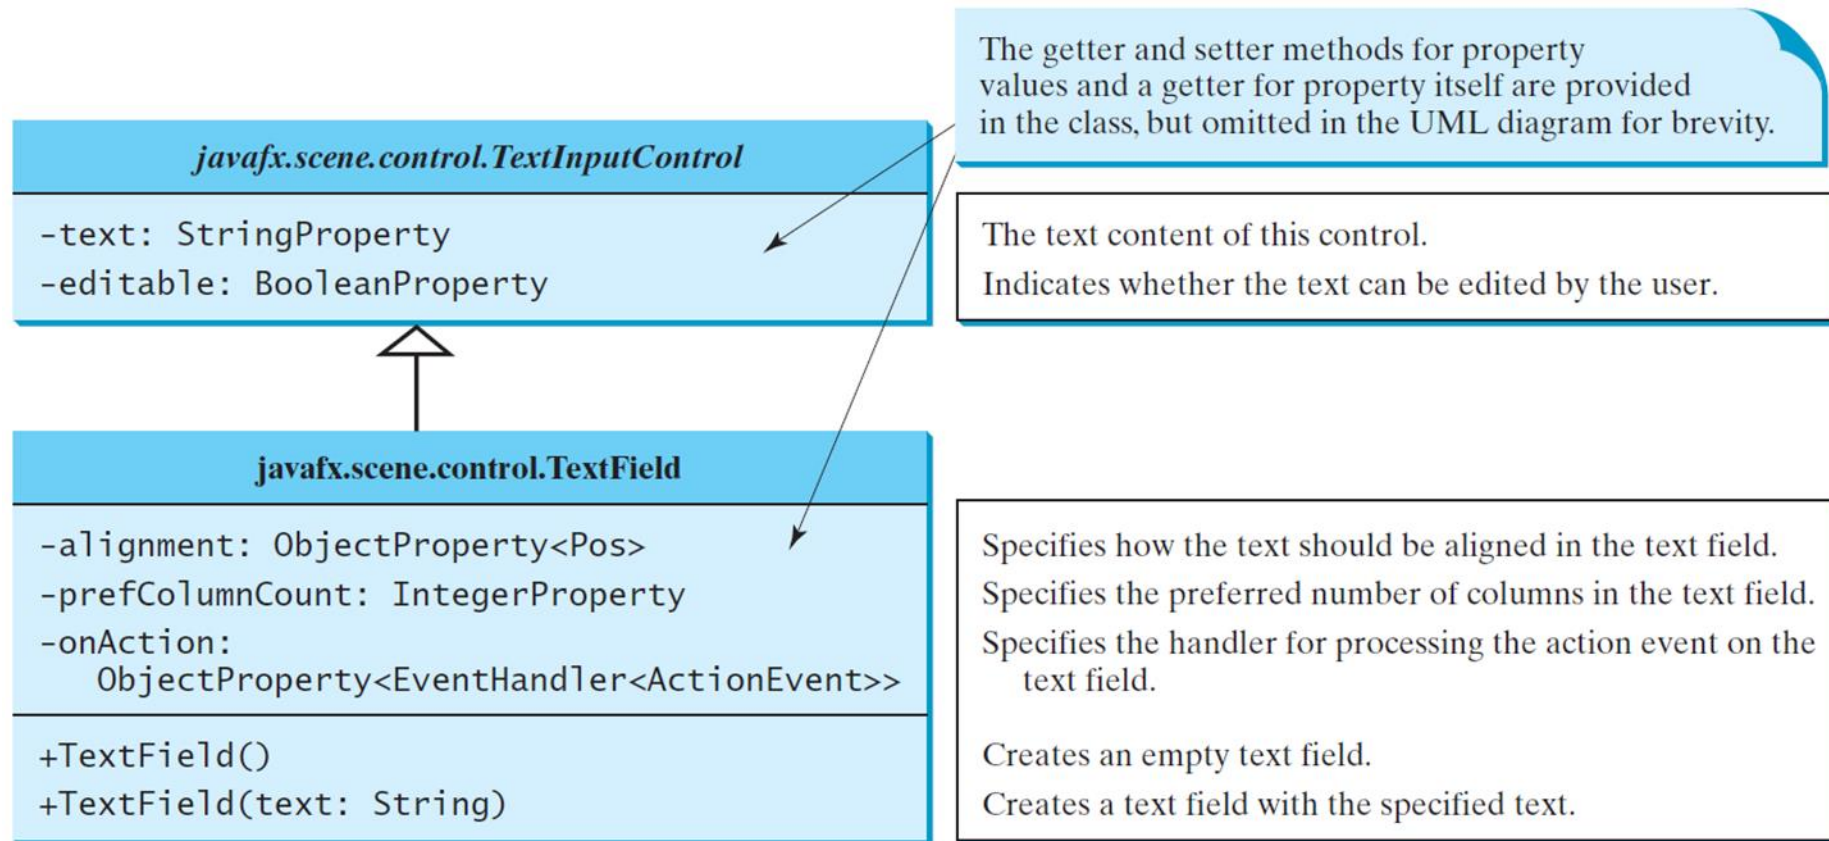 The getter and setter methods for property
values and a getter for property itself are provided
in the class, but omitted in the UML diagram for brevity.
javafx.scene.control.TextInputControl
-text: StringProperty
-editable: BooleanProperty
The text content of this control.
Indicates whether the text can be edited by the user.
javafx.scene.control.TextField
-alignment: ObjectProperty<Pos>
-prefColumnCount: IntegerProperty
-onAction:
ObjectProperty<EventHandler<ActionEvent>>
Specifies how the text should be aligned in the text field.
Specifies the preferred number of columns in the text field.
Specifies the handler for processing the action event on the
text field.
+TextField()
+TextField(text: String)
Creates an empty text field.
Creates a text field with the specified text.